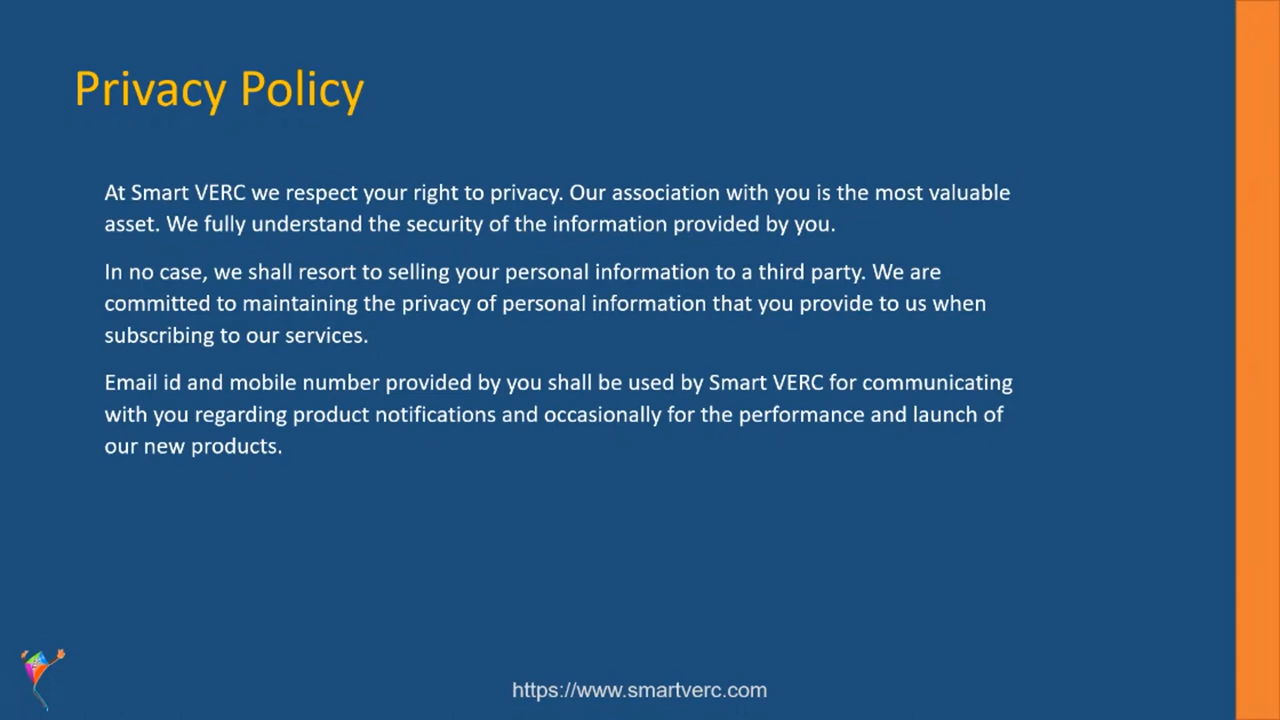 Privacy Policy
At Smart VERC we respect your right to privacy. Our association with you is the most valuable
asset. We fully understand the security of the information provided by you.
In no case, we shall resort to selling your personal information to a third party. We are
committed to maintaining the privacy of personal information that you provide to us when
subscribing to our services.
Email id and mobile number provided by you shall be used by Smart VERC for communicating
with you regarding product notifications and occasionally for the performance and launch of
our new products.
https://www.smartverc.com